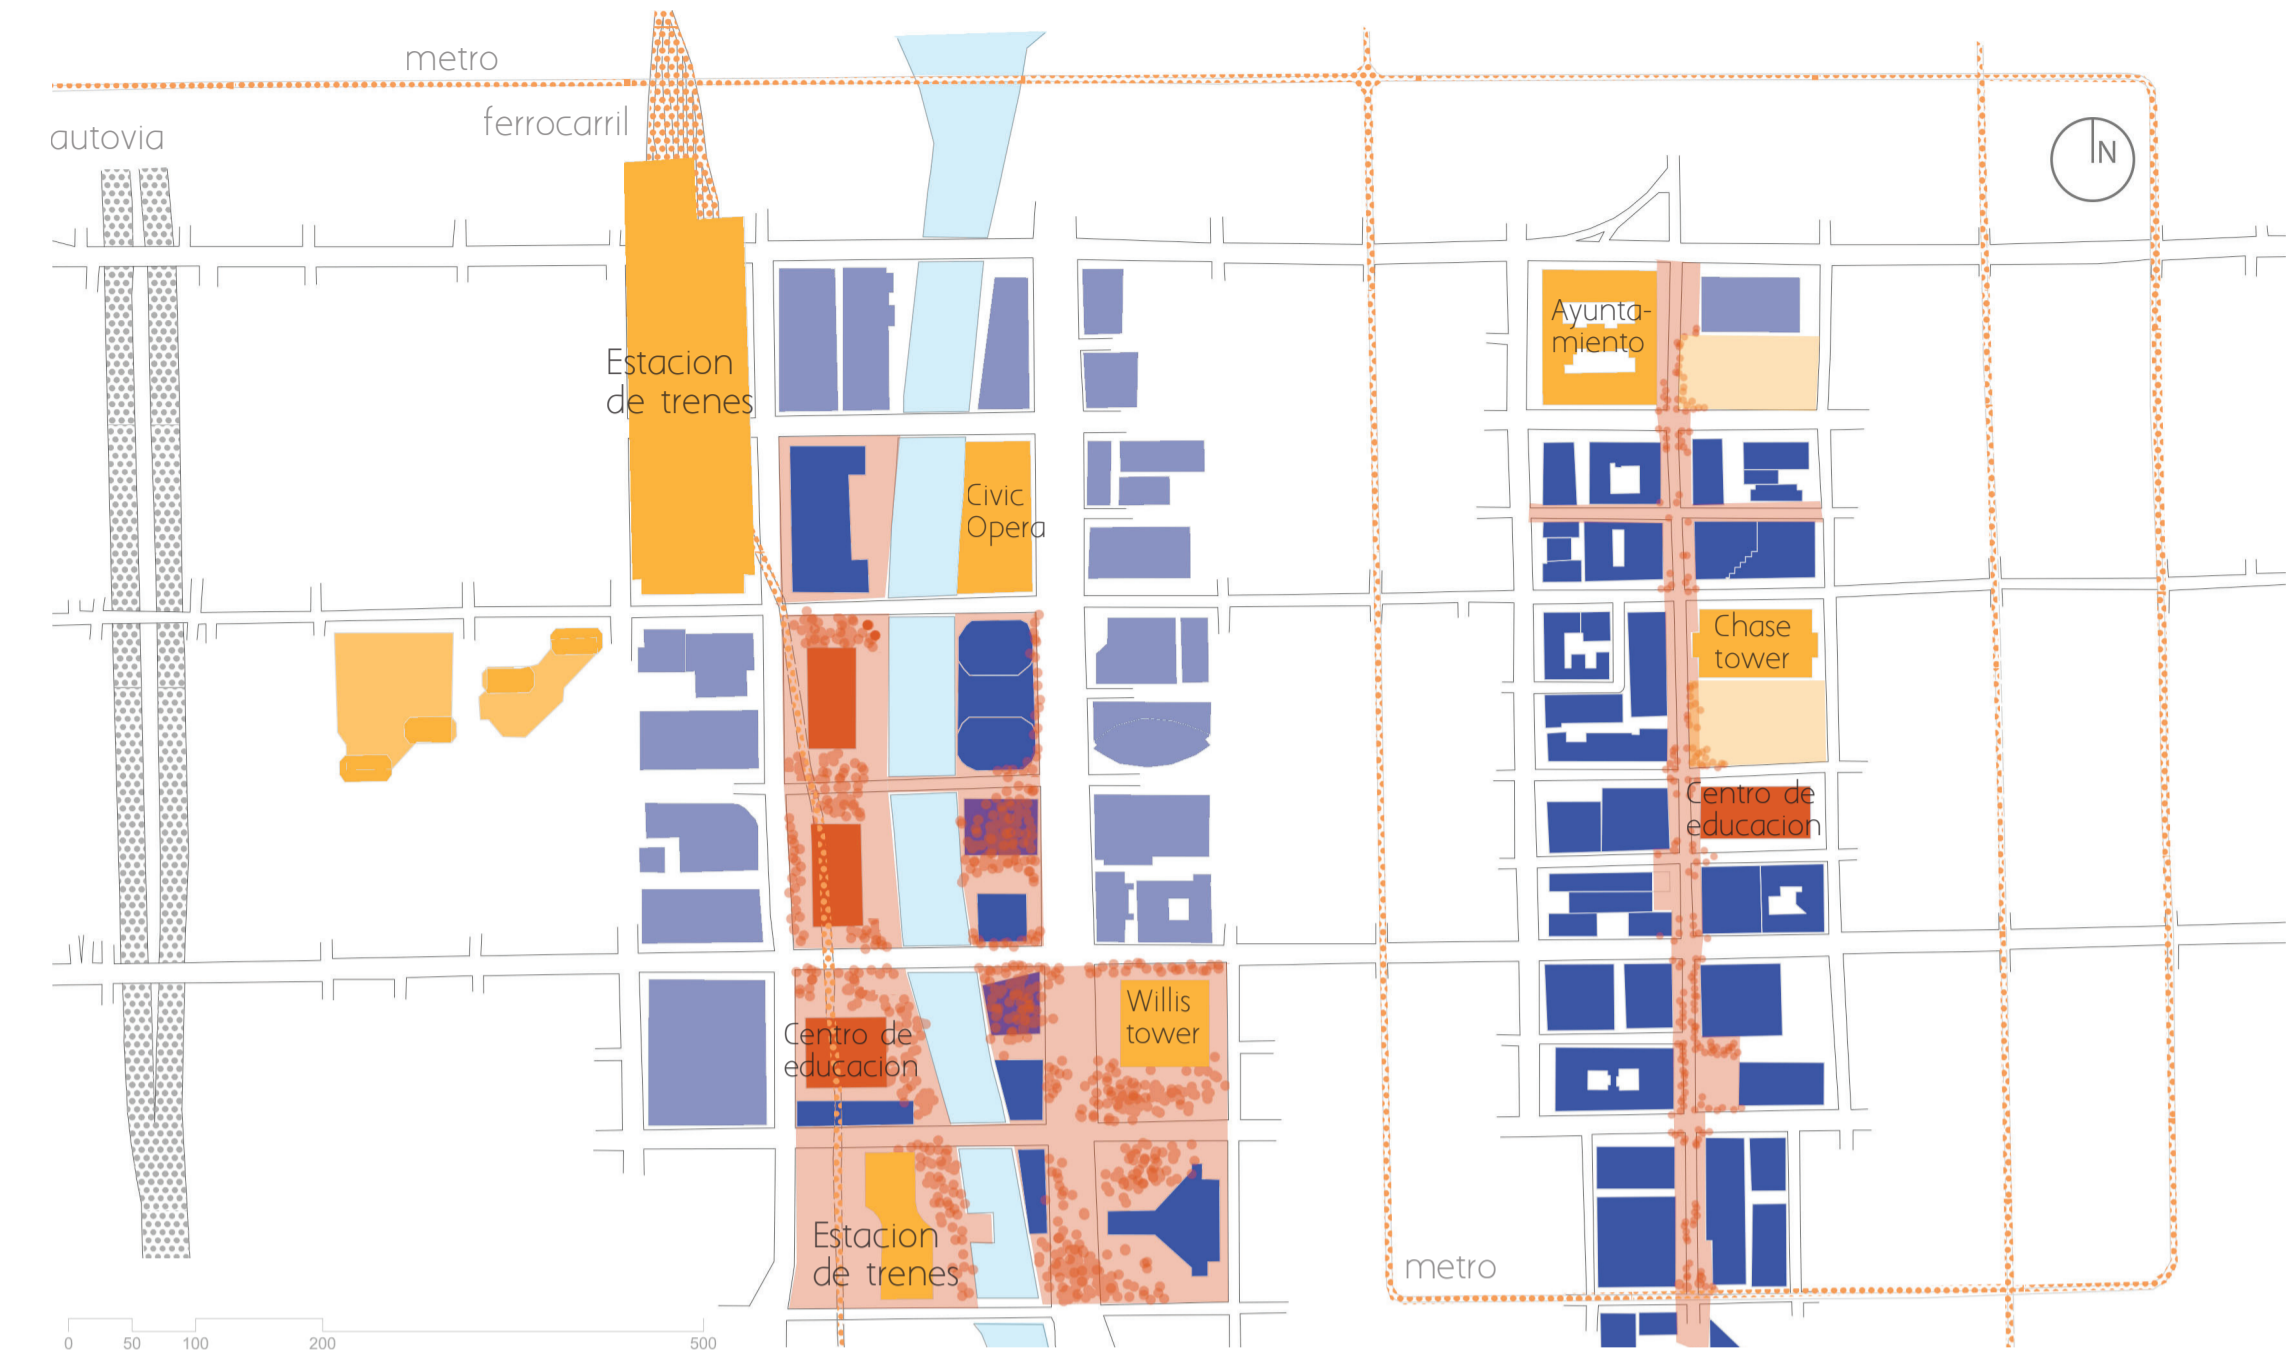 metro
ferrocarril
autovia
N
Ayunta-
miento
Estacion
de trenes
Civic
Opera
Chase
tower
Centro de
educacion
Willis
tower
Centro de
educacion
Estacion
de trenes
metro
0 50 100 200 500